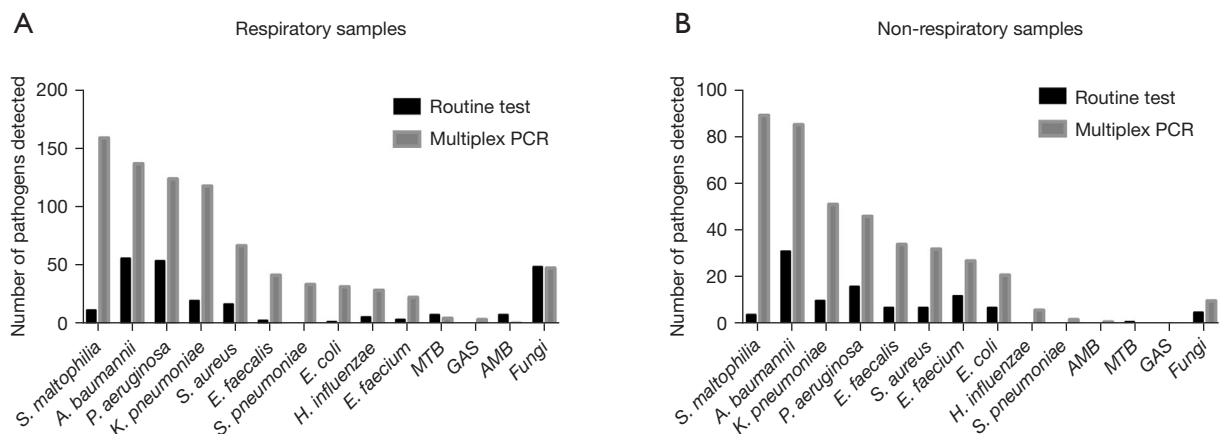 A
Respiratory samples
Number of pathogens detected
200
150
100
50
0
Routine test
Multiplex PCR
S. maltophilia
A. baumannii
P. aeruginosa
K. pneumoniae
S. aureus
E. faecalis
S. pneumoniae
E. coli
H. influenzae
E. faecium
MTB
GAS
AMB
Fungi
B
Non-respiratory samples
Number of pathogens detected
100
80
60
40
20
0
Routine test
Multiplex PCR
S. maltophilia
A. baumannii
K. pneumoniae
P. aeruginosa
E. faecalis
S. aureus
E. faecium
E. coli
H. influenzae
S. pneumoniae
AMB
MTB
GAS
Fungi